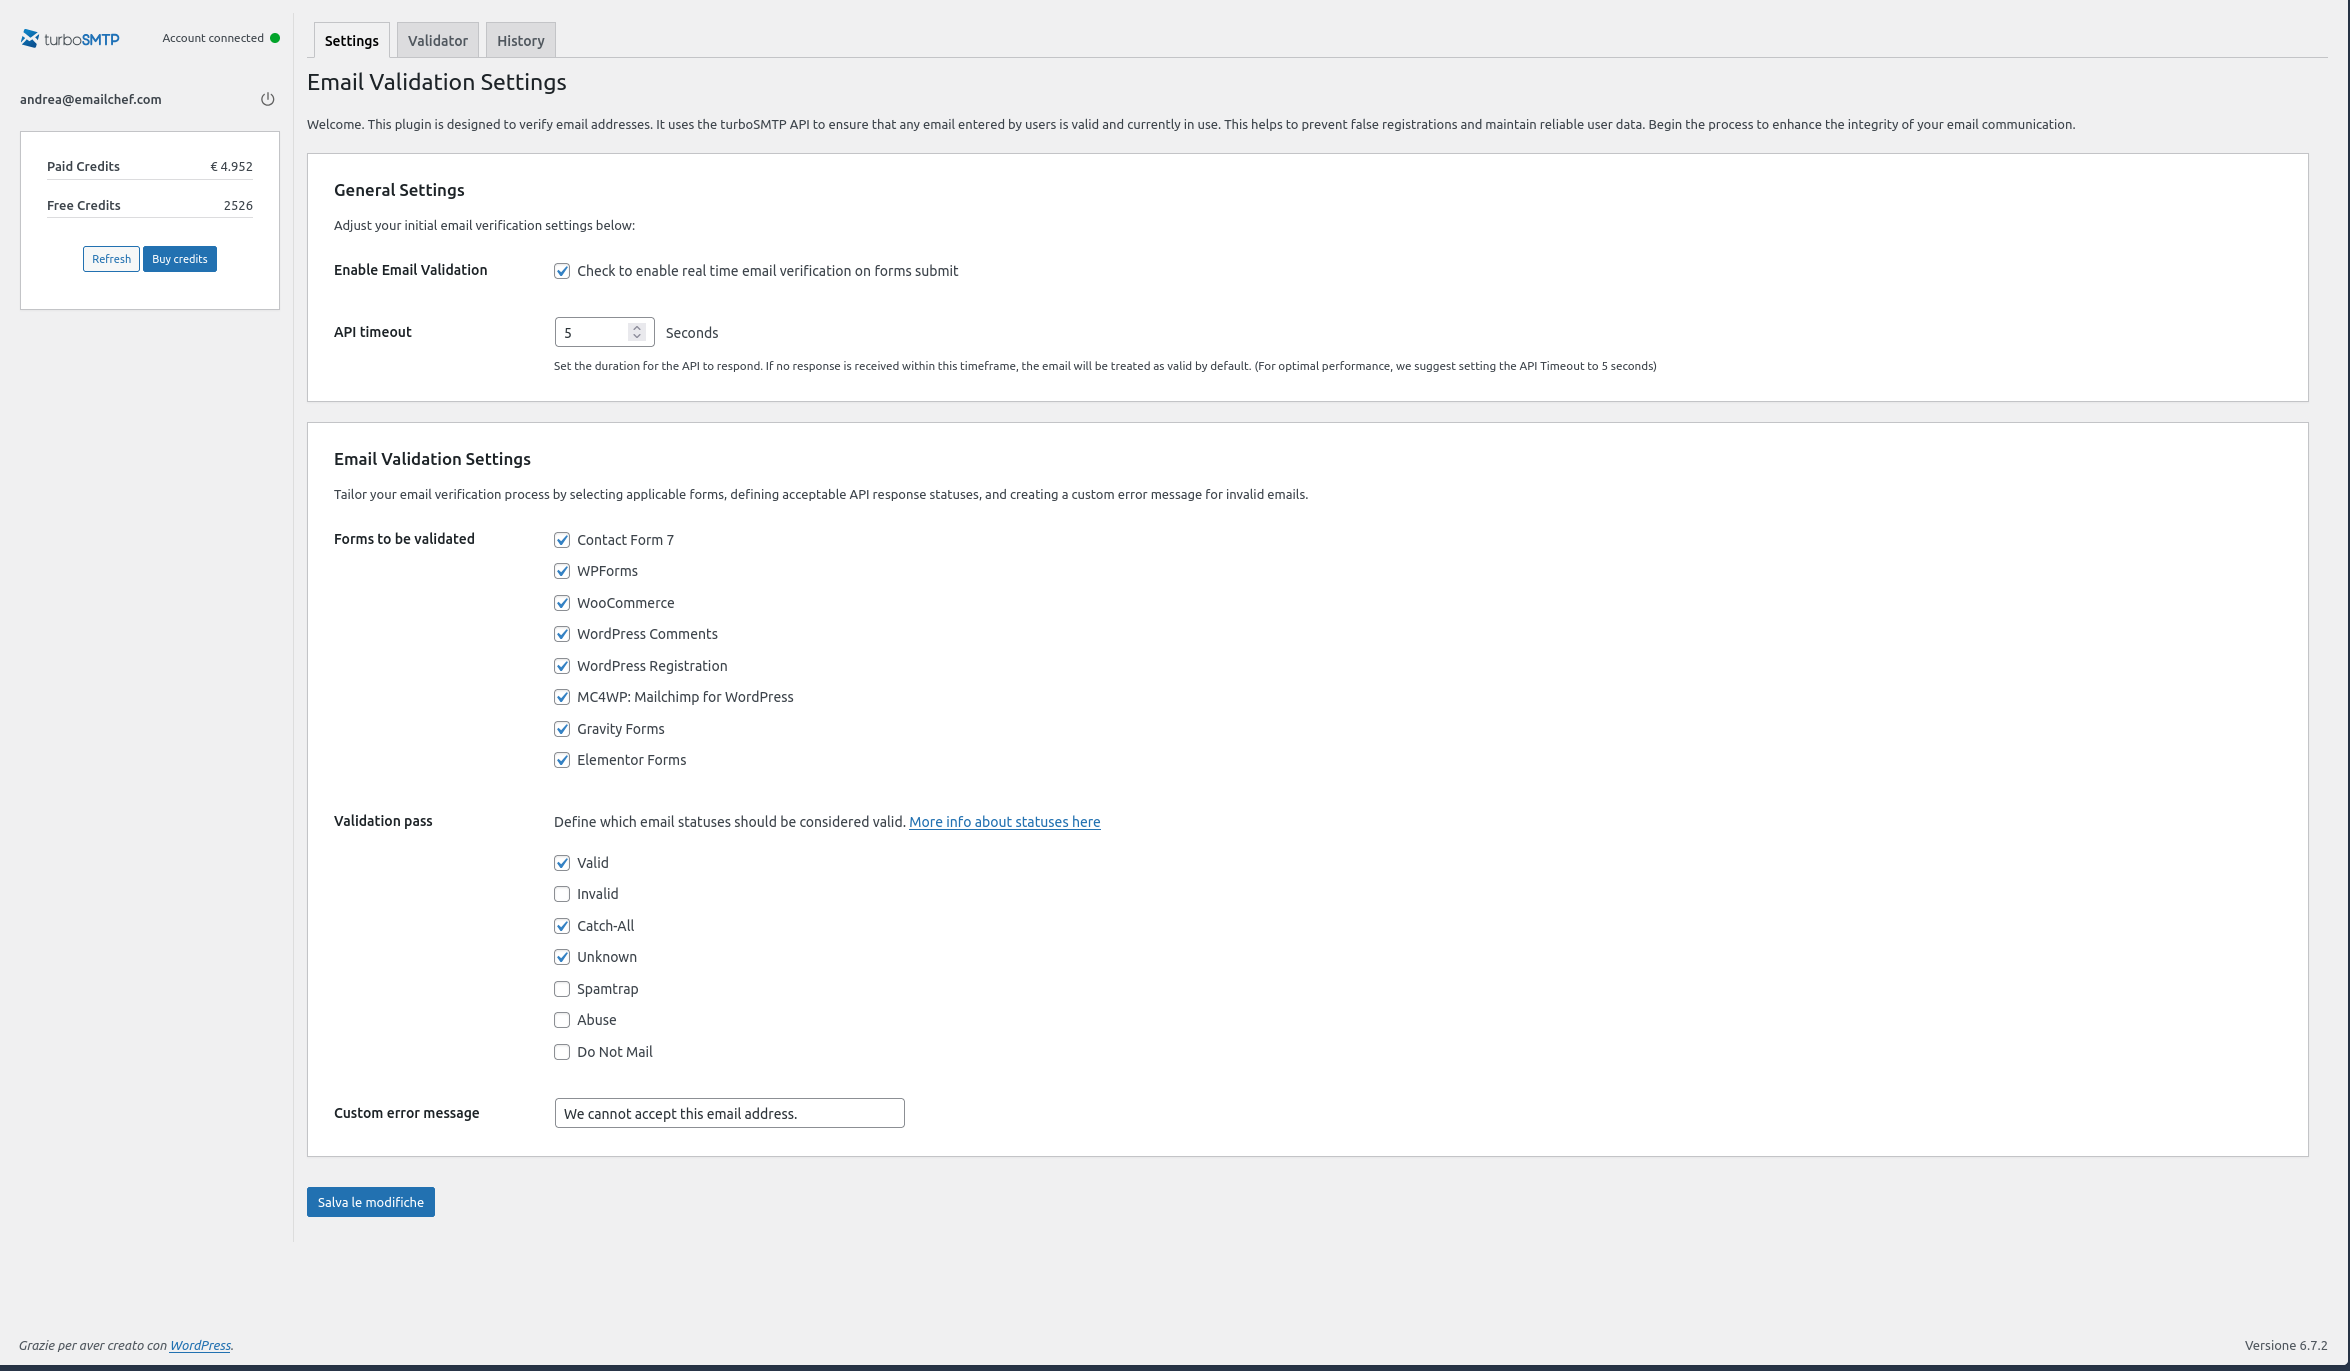 turboSMTP
Account connected
andrea@emailchef.com
Paid Credits € 4.952
Free Credits 2526
Refresh Buy credits
Settings Validator History
Email Validation Settings
Welcome. This plugin is designed to verify email addresses. It uses the turboSMTP API to ensure that any email entered by users is valid and currently in use. This helps to prevent false registrations and maintain reliable user data. Begin the process to enhance the integrity of your email communication.
General Settings
Adjust your initial email verification settings below:
Enable Email Validation Check to enable real time email verification on forms submit
API timeout 5 Seconds
Set the duration for the API to respond. If no response is received within this timeframe, the email will be treated as valid by default. (For optimal performance, we suggest setting the API Timeout to 5 seconds)
Email Validation Settings
Tailor your email verification process by selecting applicable forms, defining acceptable API response statuses, and creating a custom error message for invalid emails.
Forms to be validated Contact Form 7
WPForms
WooCommerce
WordPress Comments
WordPress Registration
MC4WP: Mailchimp for WordPress
Gravity Forms
Elementor Forms
Validation pass Define which email statuses should be considered valid. More info about statuses here
Valid
Invalid
Catch-All
Unknown
Spamtrap
Abuse
Do Not Mail
Custom error message We cannot accept this email address.
Salva le modifiche
Grazie per aver creato con WordPress.
Versione 6.7.2